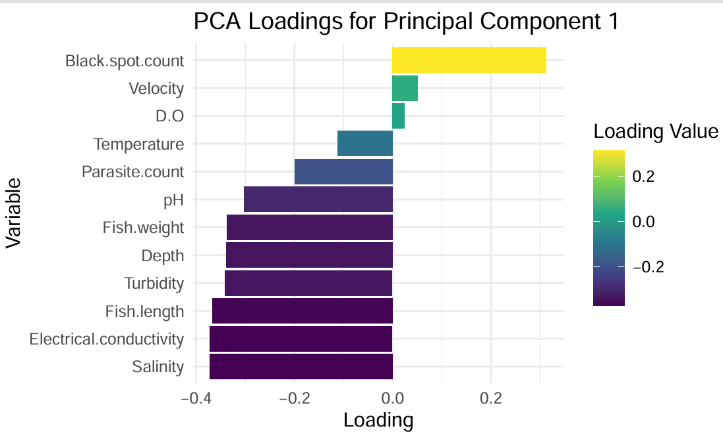 PCA Loadings for Principal Component 1
Variable
Black.spot.count
Velocity
D.O
Temperature
Parasite.count
pH
Fish.weight
Depth
Turbidity
Fish.length
Electrical.conductivity
Salinity
−0.4 −0.2 0.0 0.2
Loading
Loading Value
0.2
0.0
−0.2